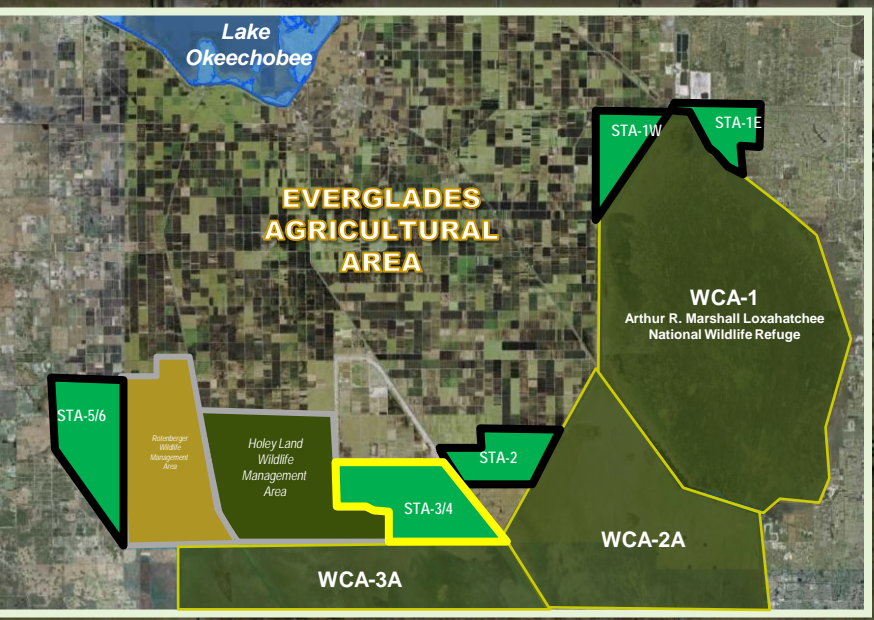 Lake
Okeechobee
STA-1W
STA-1E
EVERGLADES
AGRICULTURAL
AREA
WCA-1
Arthur R. Marshall Loxahatchee
National Wildlife Refuge
STA-5/6
Rotenberger
Wildlife
Management
Area
Holey Land
Wildlife
Management
Area
STA-2
STA-3/4
WCA-2A
WCA-3A